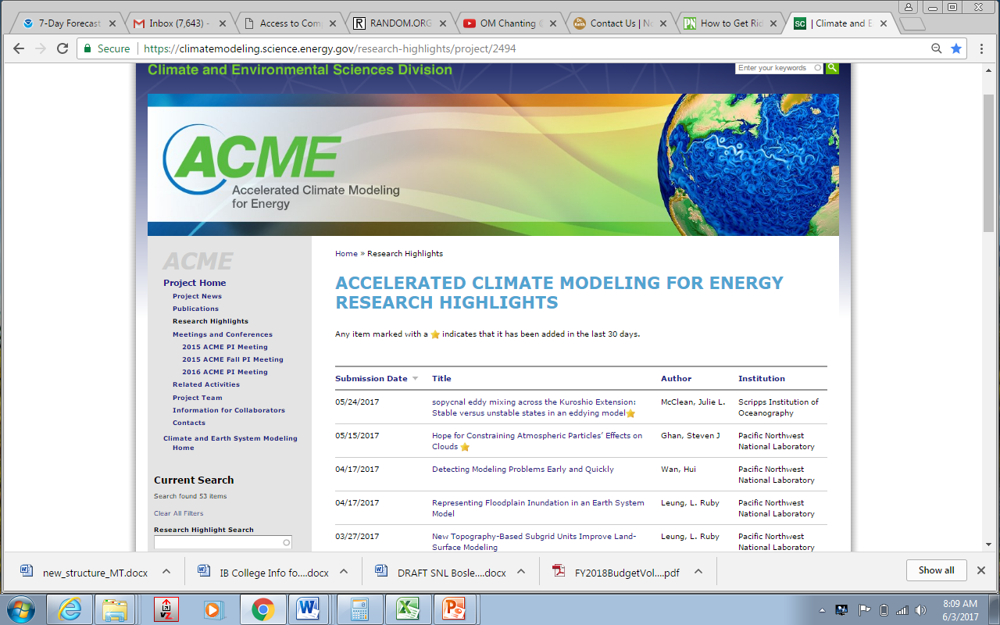 7-Day Forecast
Inbox (7,643) -
Access to Com
RANDOM.ORG
OM Chanting
Contact Us | N
How to Get Rid
| Climate and E
Secure https://climatemodeling.science.energy.gov/research-highlights/project/2494
Climate and Environmental Sciences Division
Enter your keywords
ACME
Accelerated Climate Modeling
for Energy
ACME
Project Home
Project News
Publications
Research Highlights
Meetings and Conferences
2015 ACME PI Meeting
2015 ACME Fall PI Meeting
2016 ACME PI Meeting
Related Activities
Project Team
Information for Collaborators
Contacts
Climate and Earth System Modeling
Home
Current Search
Search found 53 items
Clear All Filters
Research Highlight Search
Home » Research Highlights
ACCELERATED CLIMATE MODELING FOR ENERGY
RESEARCH HIGHLIGHTS
Any item marked with a indicates that it has been added in the last 30 days.
Submission Date Title Author Institution
05/24/2017 sopycnal eddy mixing across the Kuroshio Extension: McClean, Julie L. Scripps Institution of
Stable versus unstable states in an eddying model Oceanography
05/15/2017 Hope for Constraining Atmospheric Particles' Effects on Ghan, Steven J Pacific Northwest
Clouds National Laboratory
04/17/2017 Detecting Modeling Problems Early and Quickly Wan, Hui Pacific Northwest
National Laboratory
04/17/2017 Representing Floodplain Inundation in an Earth System Leung, L. Ruby Pacific Northwest
Model National Laboratory
03/27/2017 New Topography-Based Subgrid Units Improve Land- Leung, L. Ruby Pacific Northwest
Surface Modeling National Laboratory
new_structure_MT.docx
IB College Info fo....docx
DRAFT SNL Bosle....docx
FY2018BudgetVol....pdf
Show all
8:09 AM
6/3/2017